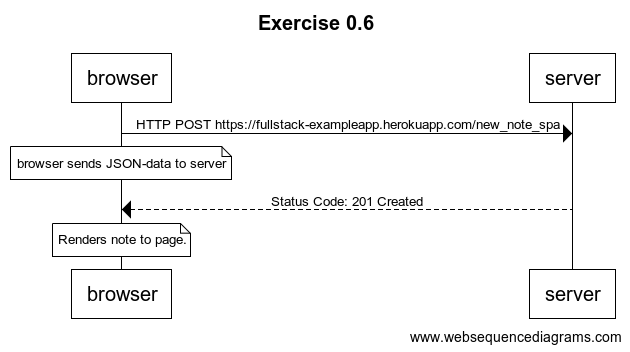 Exercise 0.6
browser
server
HTTP POST https://fullstack-exampleapp.herokuapp.com/new_note_spa
browser sends JSON-data to server
Status Code: 201 Created
Renders note to page.
browser
server
www.websequencediagrams.com